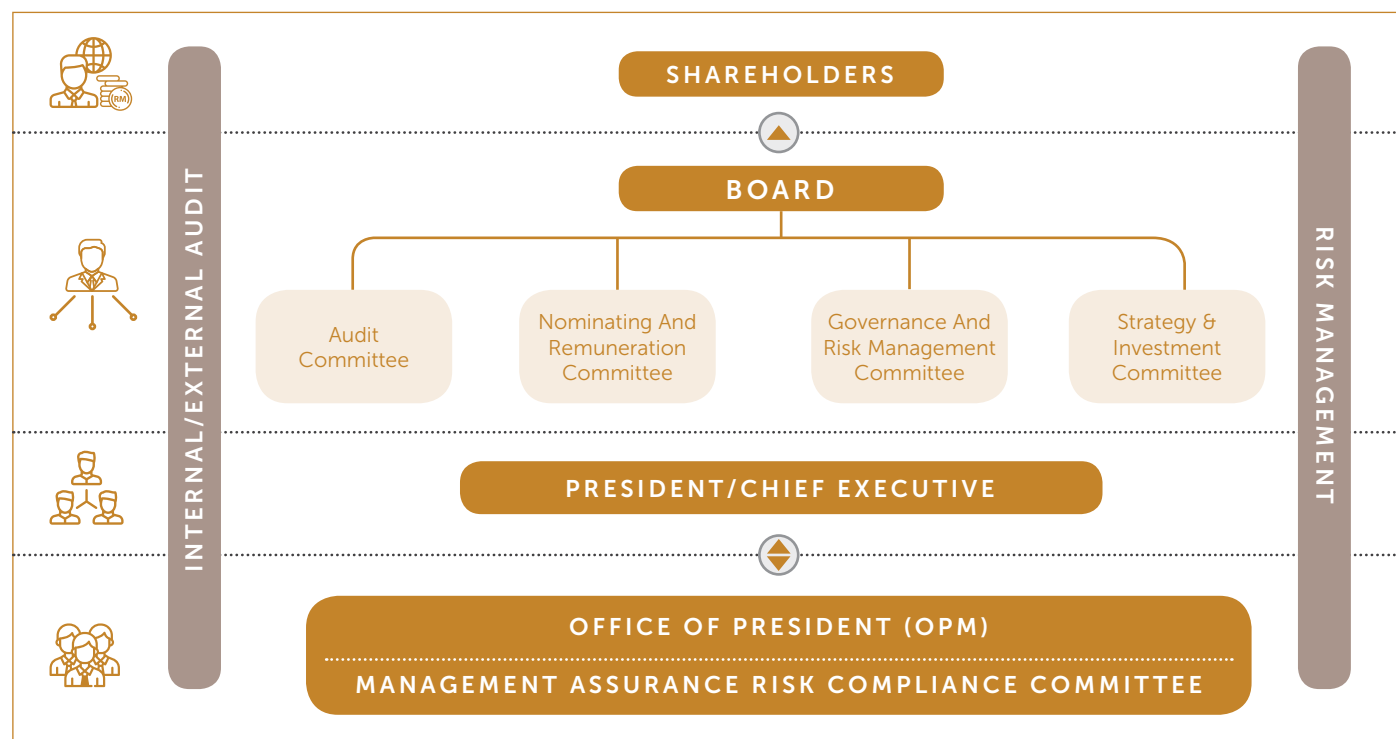 SHAREHOLDERS
(RM)
BOARD
INTERNAL/EXTERNAL AUDIT
RISK MANAGEMENT
Audit
Committee
Nominating And
Remuneration
Committee
Governance And
Risk Management
Committee
Strategy &
Investment
Committee
PRESIDENT/CHIEF EXECUTIVE
OFFICE OF PRESIDENT (OPM)
MANAGEMENT ASSURANCE RISK COMPLIANCE COMMITTEE